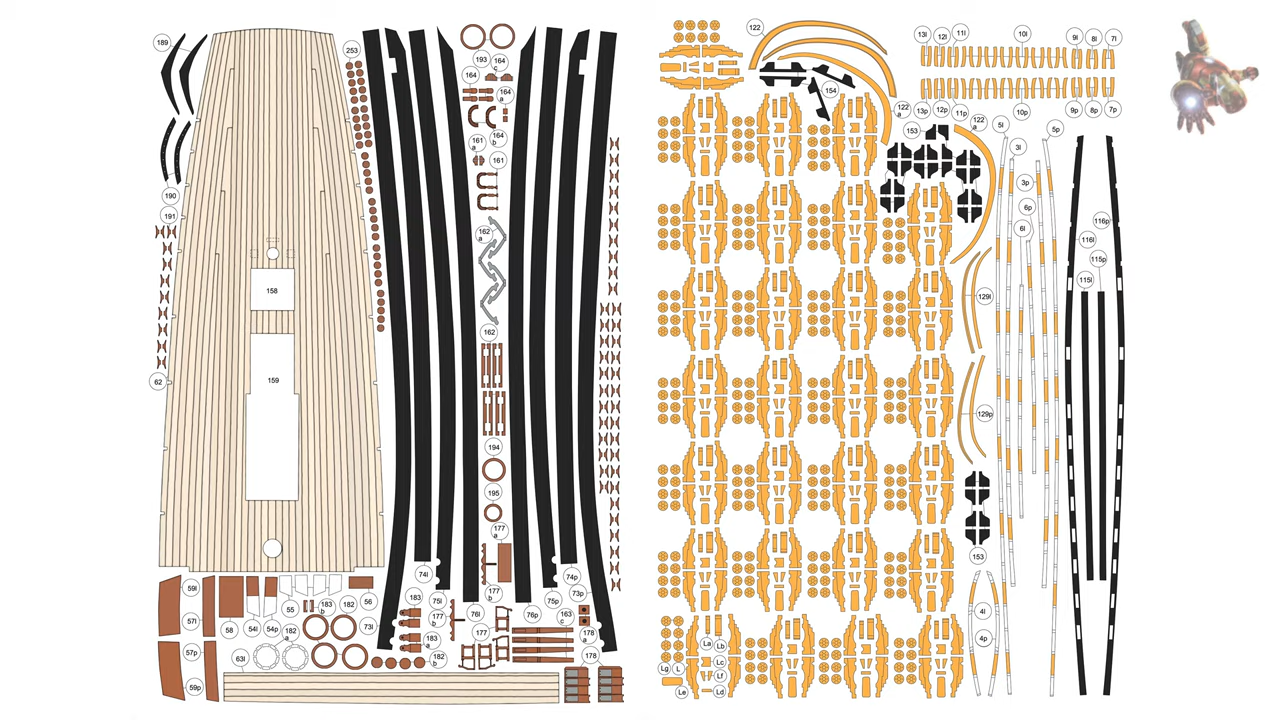 189
253
193
164
c
164
164
a
161
a
164
b
161
190
191
162
a
158
162
159
62
194
195
177
a
59l
57l
58
54l
54p
55
182
a
183
b
182
56
73l
74l
75l
183
177
b
76l
177
b
76p
75p
74p
73p
163
c
178
a
178
177
183
a
182
b
63l
57p
59p
122
154
122
a
153
122
a
13l
12l
11l
10l
9l
8l
7l
13p
12p
11p
10p
9p
8p
7p
5l
5p
3l
3p
6p
6l
116p
116l
115p
115l
129l
129p
153
4l
4p
La
Lb
Lc
Lf
Lg
L
Le
Ld